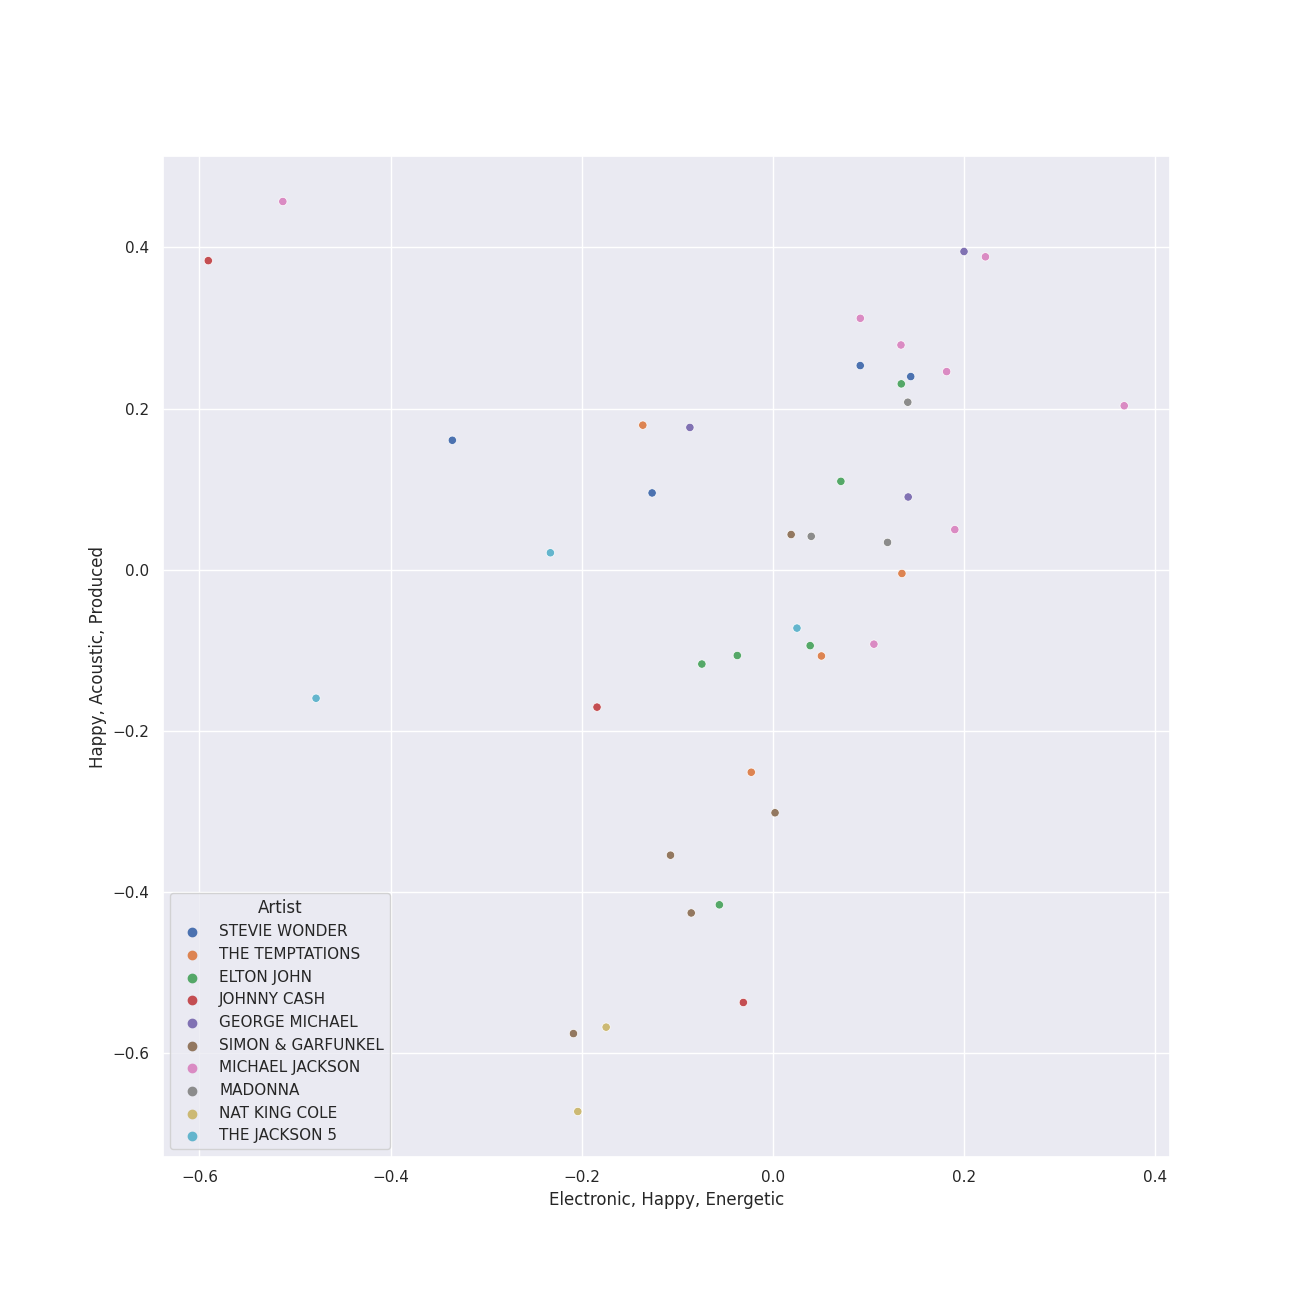 0.4
0.2
0.0
−0.2
−0.4
−0.6
Happy, Acoustic, Produced
Artist
STEVIE WONDER
THE TEMPTATIONS
ELTON JOHN
JOHNNY CASH
GEORGE MICHAEL
SIMON & GARFUNKEL
MICHAEL JACKSON
MADONNA
NAT KING COLE
THE JACKSON 5
−0.6 −0.4 −0.2 0.0 0.2 0.4
Electronic, Happy, Energetic